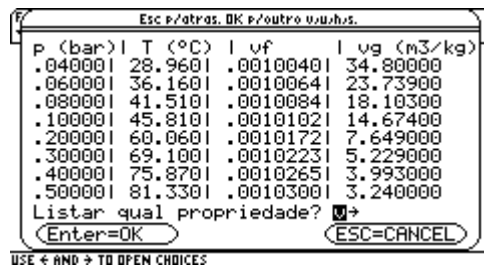 Esc p/atras. OK p/outro v,u,h,s.
p (bar)| T (°C) | vf | vg (m3/kg)
.04000| 28.960| .0010040| 34.80000
.06000| 36.160| .0010064| 23.73900
.08000| 41.510| .0010084| 18.10300
.10000| 45.810| .0010102| 14.67400
.20000| 60.060| .0010172| 7.649000
.30000| 69.100| .0010223| 5.229000
.40000| 75.870| .0010265| 3.993000
.50000| 81.330| .0010300| 3.240000
Listar qual propriedade? v→
Enter=OK ESC=CANCEL
USE ← AND → TO OPEN CHOICES